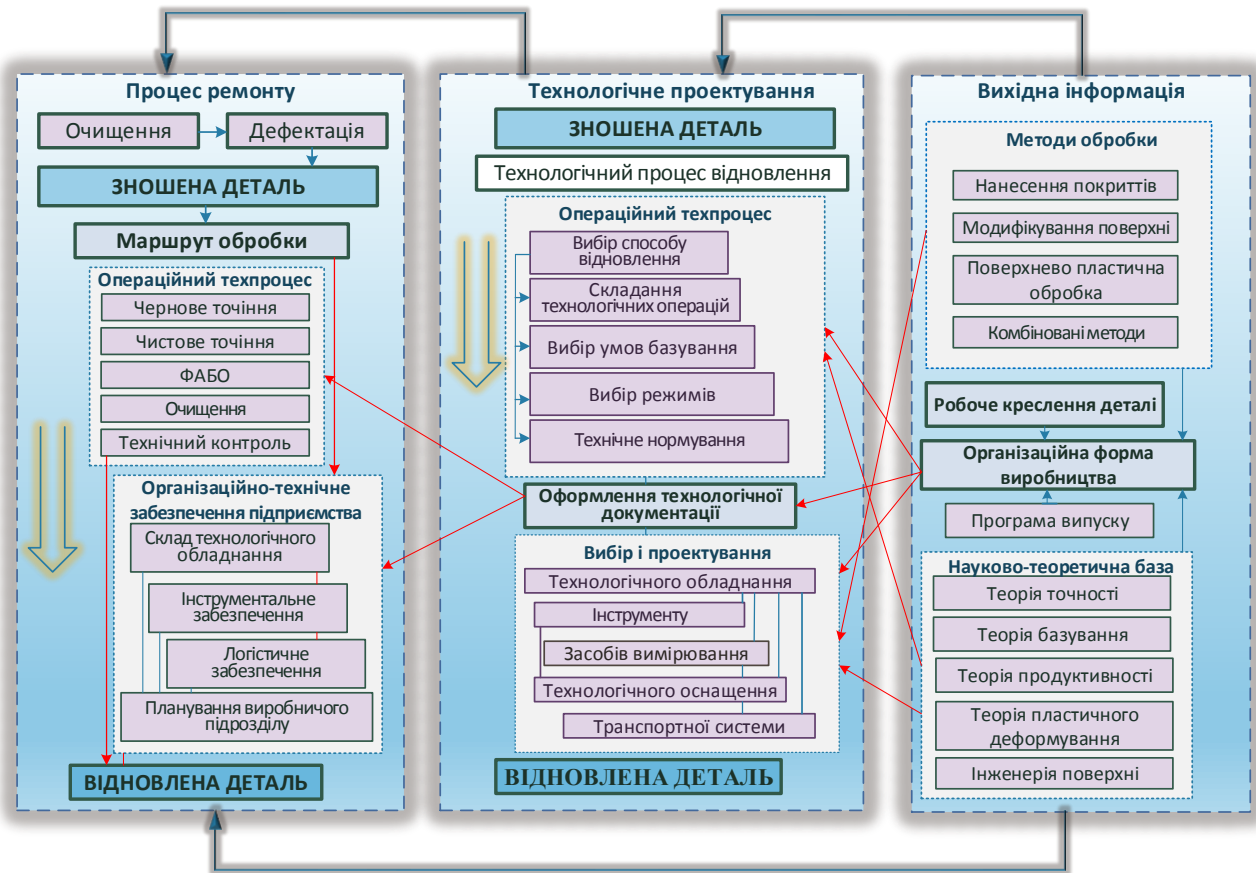 Процес ремонту
Очищення
Дефектація
ЗНОШЕНА ДЕТАЛЬ
Маршрут обробки
Операційний техпроцес
Чернове точіння
Чистове точіння
ФАБО
Очищення
Технічний контроль
Організаційно-технічне
забезпечення підприємства
Склад технологічного
обладнання
Інструментальне
забезпечення
Логістичне
забезпечення
Планування виробничого
підрозділу
ВІДНОВЛЕНА ДЕТАЛЬ
Технологічне проектування
ЗНОШЕНА ДЕТАЛЬ
Технологічний процес відновлення
Операційний техпроцес
Вибір способу
відновлення
Складання
технологічних операцій
Вибір умов базування
Вибір режимів
Технічне нормування
Оформлення технологічної
документації
Вибір і проектування
Технологічного обладнання
Інструменту
Засобів вимірювання
Технологічного оснащення
Транспортної системи
ВІДНОВЛЕНА ДЕТАЛЬ
Вихідна інформація
Методи обробки
Нанесення покриттів
Модифікування поверхні
Поверхнево пластична
обробка
Комбіновані методи
Робоче креслення деталі
Організаційна форма
виробництва
Програма випуску
Науково-теоретична база
Теорія точності
Теорія базування
Теорія продуктивності
Теорія пластичного
деформування
Інженерія поверхні